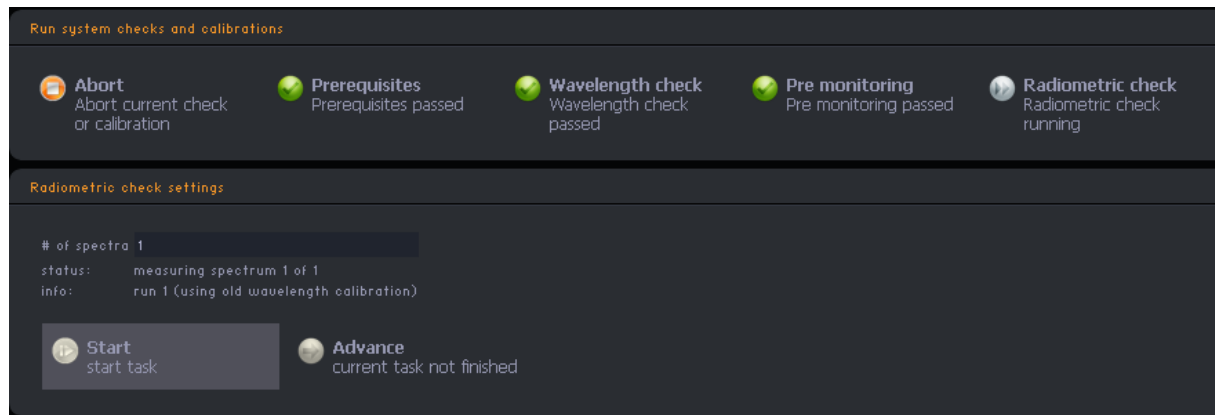 Run system checks and calibrations
Abort
Abort current check
or calibration
Prerequisites
Prerequisites passed
Wavelength check
Wavelength check
passed
Pre monitoring
Pre monitoring passed
Radiometric check
Radiometric check
running
Radiometric check settings
# of spectra 1
status: measuring spectrum 1 of 1
info: run 1 (using old wavelength calibration)
Start
start task
Advance
current task not finished